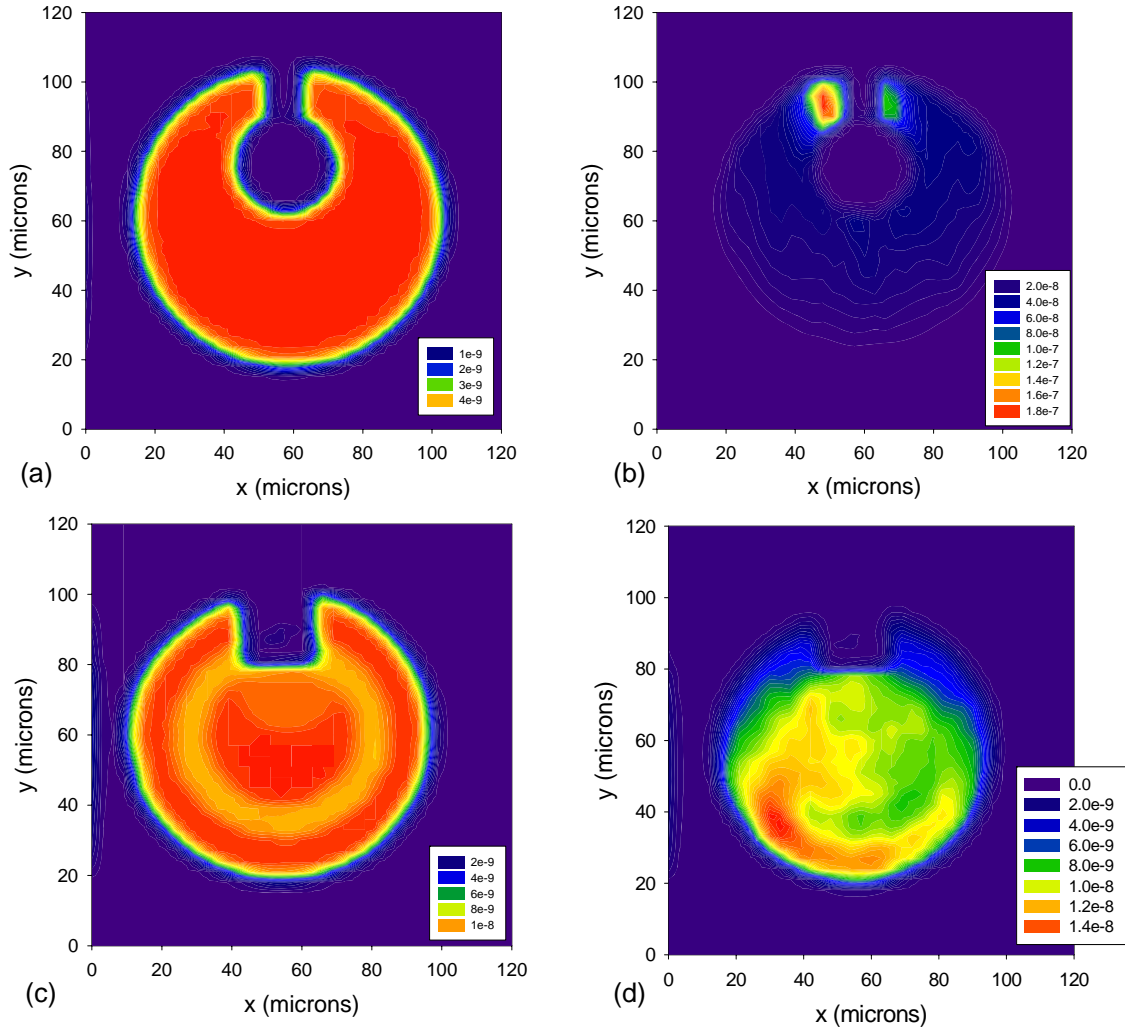 120
100
80
60
40
20
0
y (microns)
1e-9
2e-9
3e-9
4e-9
0 20 40 60 80 100 120
x (microns)
(a)
120
100
80
60
40
20
0
y (microns)
2.0e-8
4.0e-8
6.0e-8
8.0e-8
1.0e-7
1.2e-7
1.4e-7
1.6e-7
1.8e-7
0 20 40 60 80 100 120
x (microns)
(b)
120
100
80
60
40
20
0
y (microns)
2e-9
4e-9
6e-9
8e-9
1e-8
0 20 40 60 80 100 120
x (microns)
(c)
120
100
80
60
40
20
0
y (microns)
0.0
2.0e-9
4.0e-9
6.0e-9
8.0e-9
1.0e-8
1.2e-8
1.4e-8
0 20 40 60 80 100 120
x (microns)
(d)